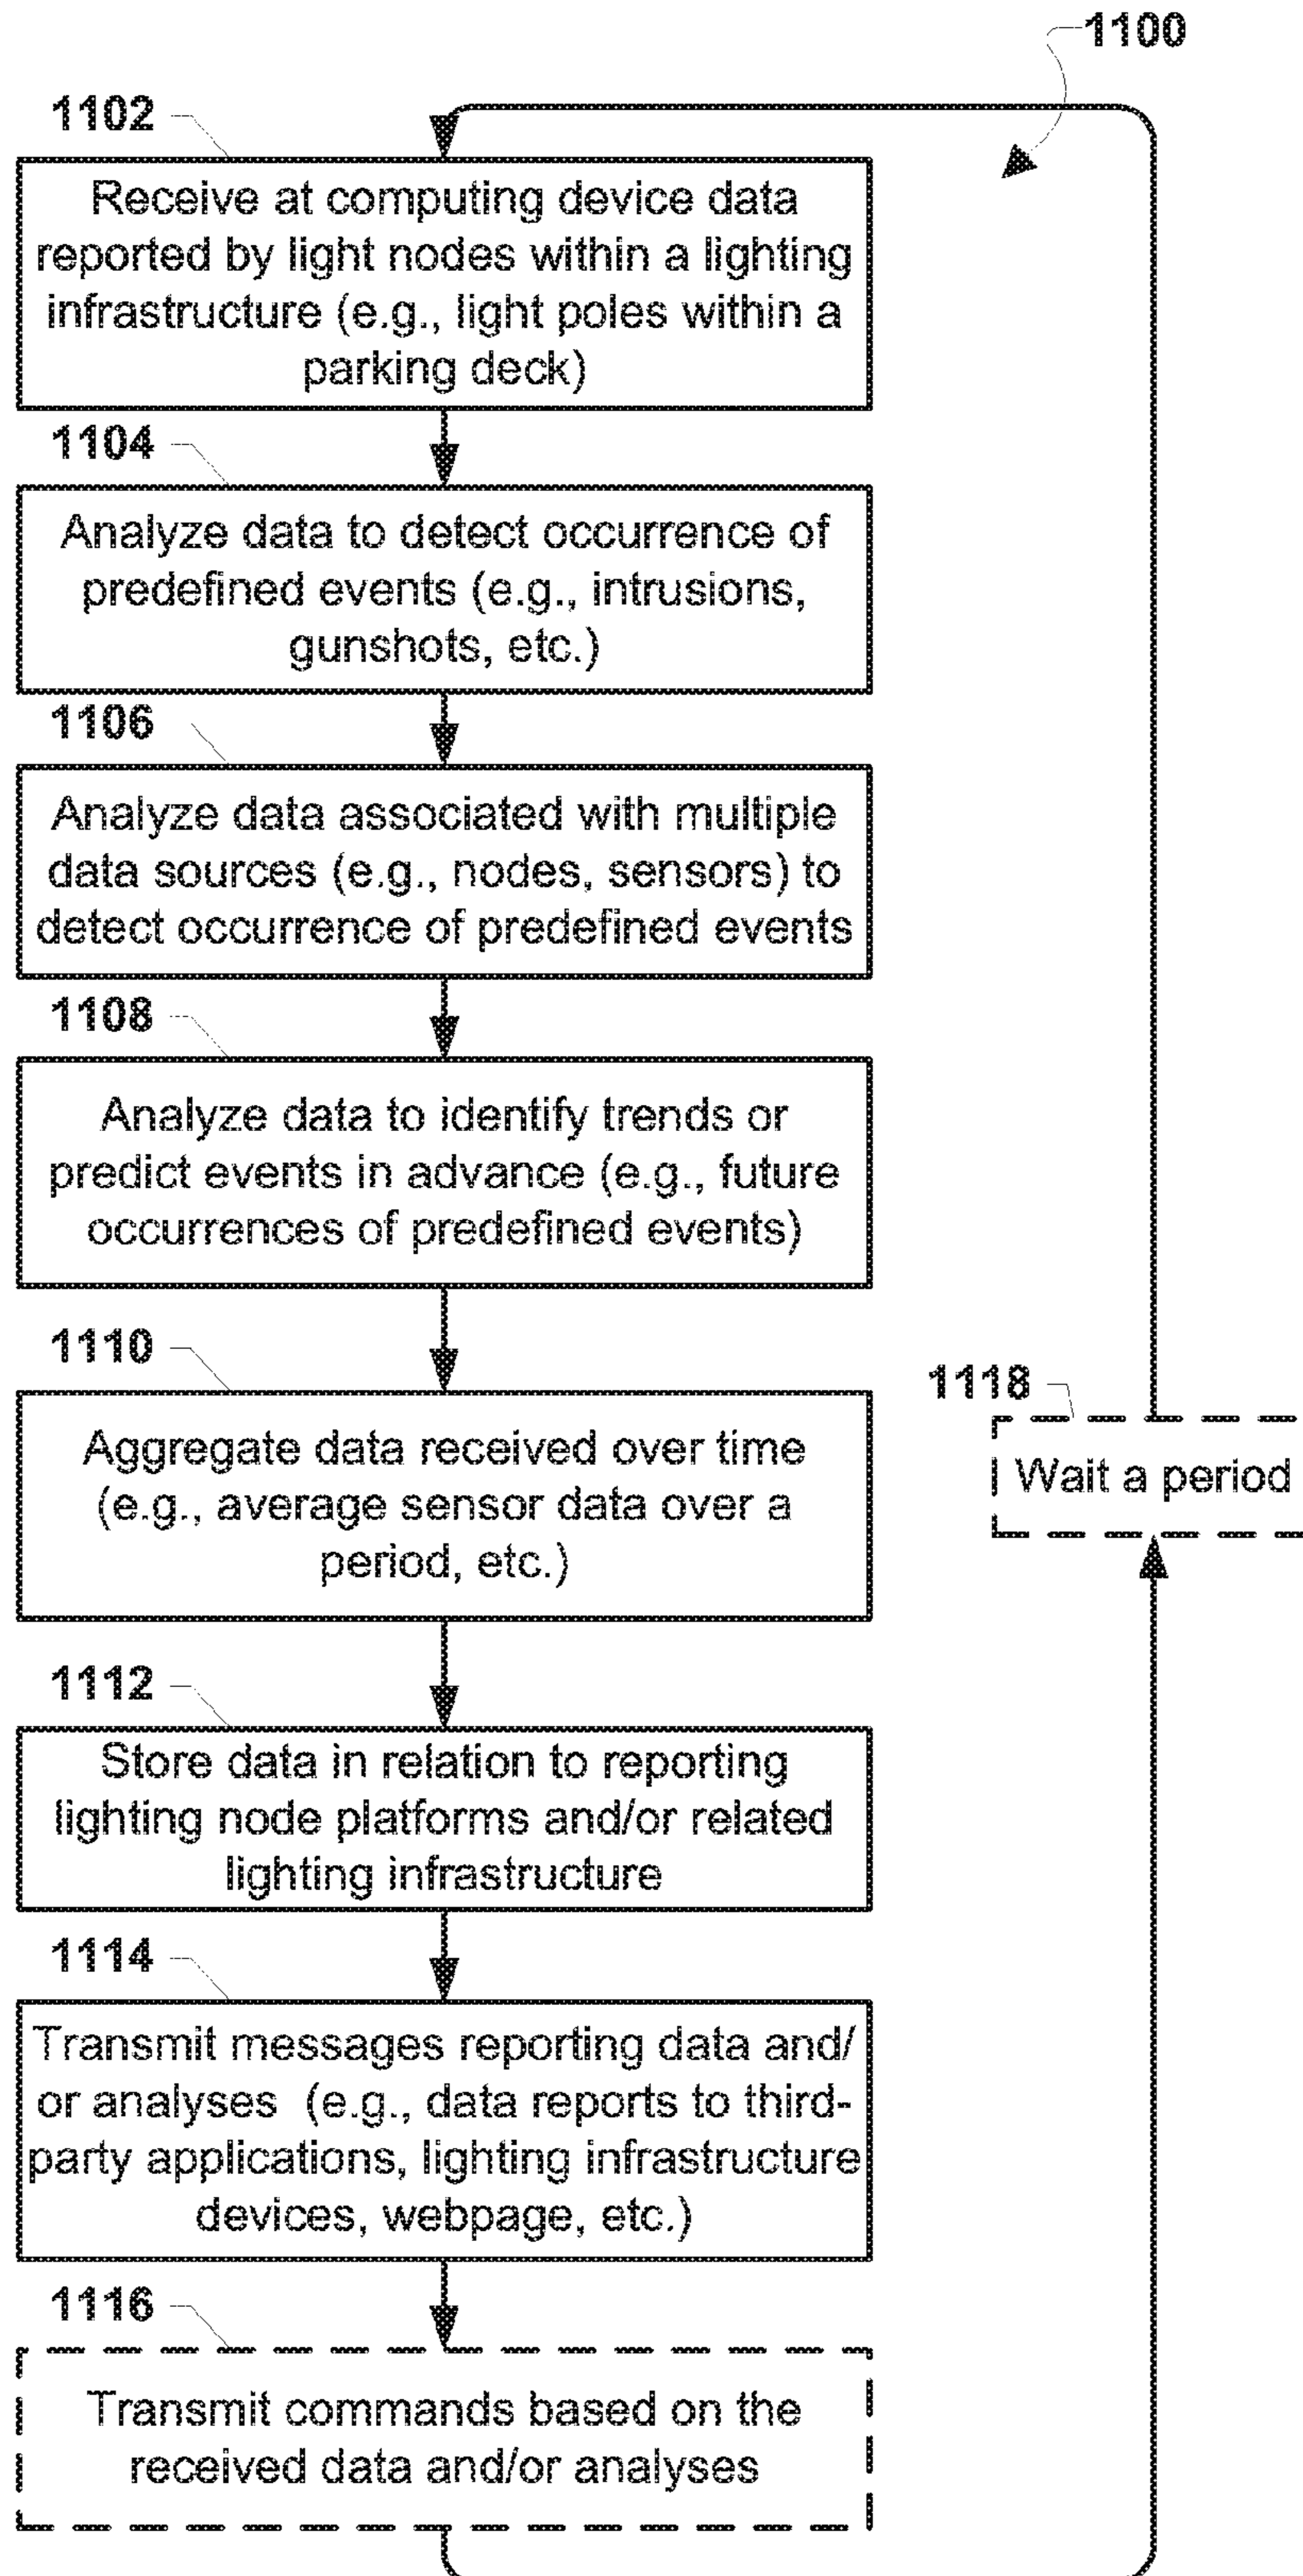 1100
1102
Receive at computing device data
reported by light nodes within a lighting
infrastructure (e.g., light poles within a
parking deck)
1104
Analyze data to detect occurrence of
predefined events (e.g., intrusions,
gunshots, etc.)
1106
Analyze data associated with multiple
data sources (e.g., nodes, sensors) to
detect occurrence of predefined events
1108
Analyze data to identify trends or
predict events in advance (e.g., future
occurrences of predefined events)
1110
Aggregate data received over time
(e.g., average sensor data over a
period, etc.)
1118
Wait a period
1112
Store data in relation to reporting
lighting node platforms and/or related
lighting infrastructure
1114
Transmit messages reporting data and/
or analyses  (e.g., data reports to third-
party applications, lighting infrastructure
devices, webpage, etc.)
1116
Transmit commands based on the
received data and/or analyses